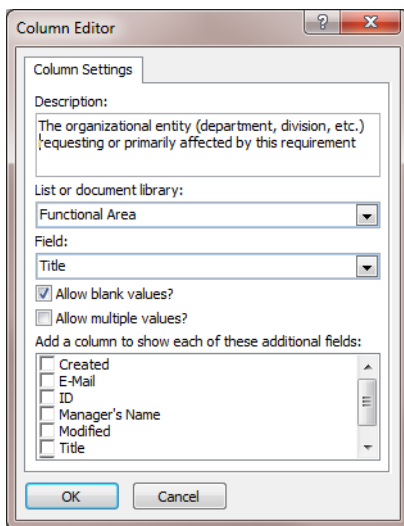 Column Editor
?
Column Settings
Description:
The organizational entity (department, division, etc.)
requesting or primarily affected by this requirement
List or document library:
Functional Area
Field:
Title
Allow blank values?
Allow multiple values?
Add a column to show each of these additional fields:
Created
E-Mail
ID
Manager's Name
Modified
Title
OK Cancel